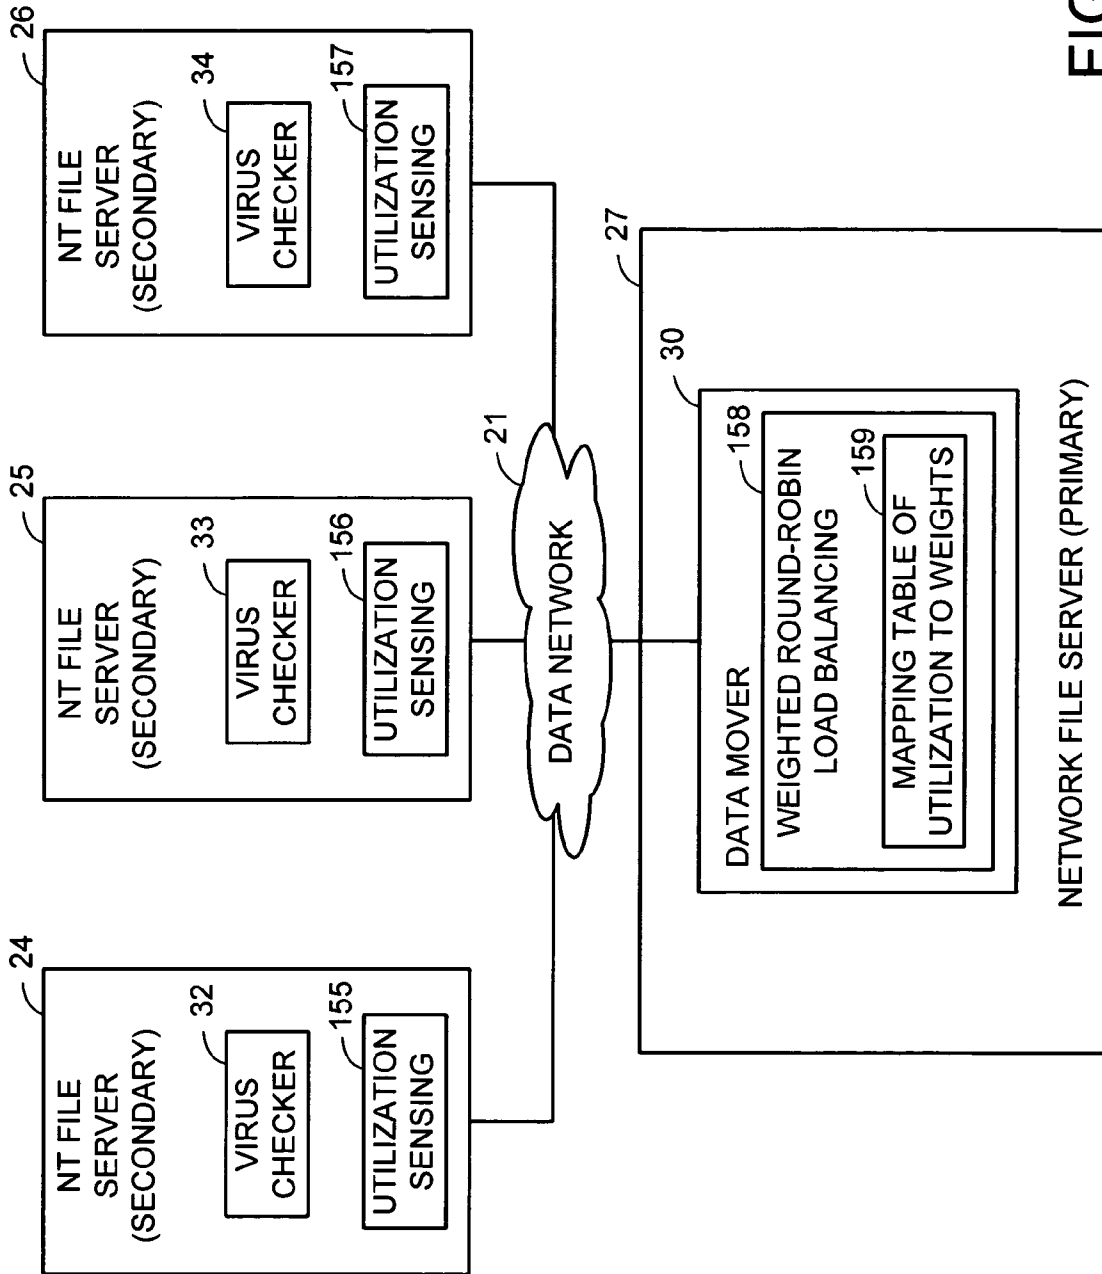 24
NT FILE
SERVER
(SECONDARY)
32
VIRUS
CHECKER
155
UTILIZATION
SENSING
25
NT FILE
SERVER
(SECONDARY)
33
VIRUS
CHECKER
156
UTILIZATION
SENSING
26
NT FILE
SERVER
(SECONDARY)
34
VIRUS
CHECKER
157
UTILIZATION
SENSING
21
DATA NETWORK
27
30
DATA MOVER
158
WEIGHTED ROUND-ROBIN
LOAD BALANCING
159
MAPPING TABLE OF
UTILIZATION TO WEIGHTS
NETWORK FILE SERVER (PRIMARY)